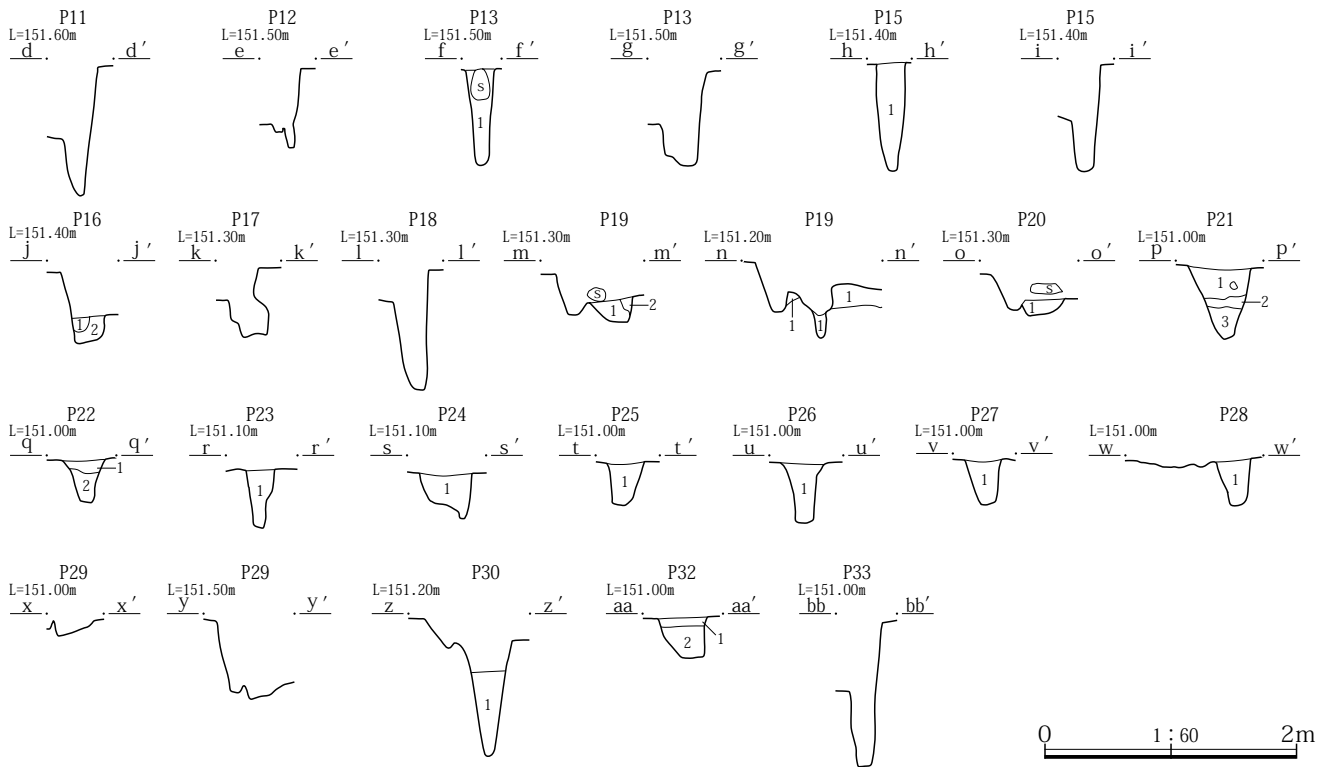 P11 P12 P13 P13 P15 P15
L=151.60m L=151.50m L=151.50m L=151.50m L=151.40m L=151.40m
d d′ e e′ f f′ g g′ h h′ i i′
s
1 1
P16 P17 P18 P19 P19 P20 P21
L=151.40m L=151.30m L=151.30m L=151.30m L=151.20m L=151.30m L=151.00m
j j′ k k′ l l′ m m′ n n′ o o′ p p′
s s 1
1 2 1 2 1 1 1 1 2
3
P22 P23 P24 P25 P26 P27 P28
L=151.00m L=151.10m L=151.10m L=151.00m L=151.00m L=151.00m L=151.00m
q q′ r r′ s s′ t t′ u u′ v v′ w w′
1
2 1 1 1 1 1 1
P29 P29 P30 P32 P33
L=151.00m L=151.50m L=151.20m L=151.00m L=151.00m
x x′ y y′ z z′ aa aa′ bb bb′
1
2
1
0 1:60 2m